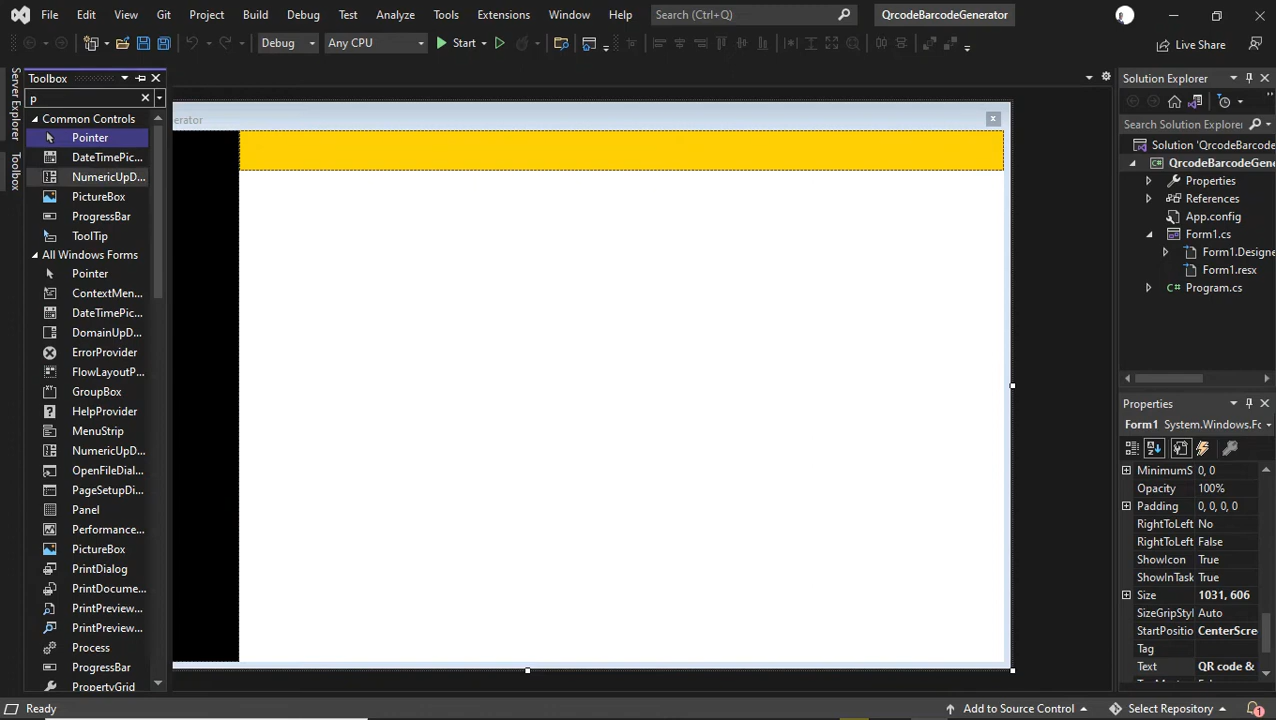 File Edit View Git Project Build Debug Test Analyze Tools Extensions Window Help Search (Ctrl+Q) QrcodeBarcodeGenerator
Debug Any CPU Start Live Share
Server Explorer
Toolbox
Toolbox
p
Common Controls
Pointer
DateTimePic...
NumericUpD...
PictureBox
ProgressBar
ToolTip
All Windows Forms
Pointer
ContextMen...
DateTimePic...
DomainUpD...
ErrorProvider
FlowLayoutP...
GroupBox
HelpProvider
MenuStrip
NumericUpD...
OpenFileDial...
PageSetupDi...
Panel
Performance...
PictureBox
PrintDialog
PrintDocume...
PrintPreview...
PrintPreview...
Process
ProgressBar
PropertyGrid
erator
Solution Explorer
Search Solution Explorer
Solution 'QrcodeBarcode
QrcodeBarcodeGene
Properties
References
App.config
Form1.cs
Form1.Designe
Form1.resx
C# Program.cs
Properties
Form1 System.Windows.Fo
MinimumS 0, 0
Opacity 100%
Padding 0, 0, 0, 0
RightToLeft No
RightToLeft False
ShowIcon True
ShowInTask True
Size 1031, 606
SizeGripStyl Auto
StartPositio CenterScree
Tag
Text QR code &
Ready Add to Source Control Select Repository 1